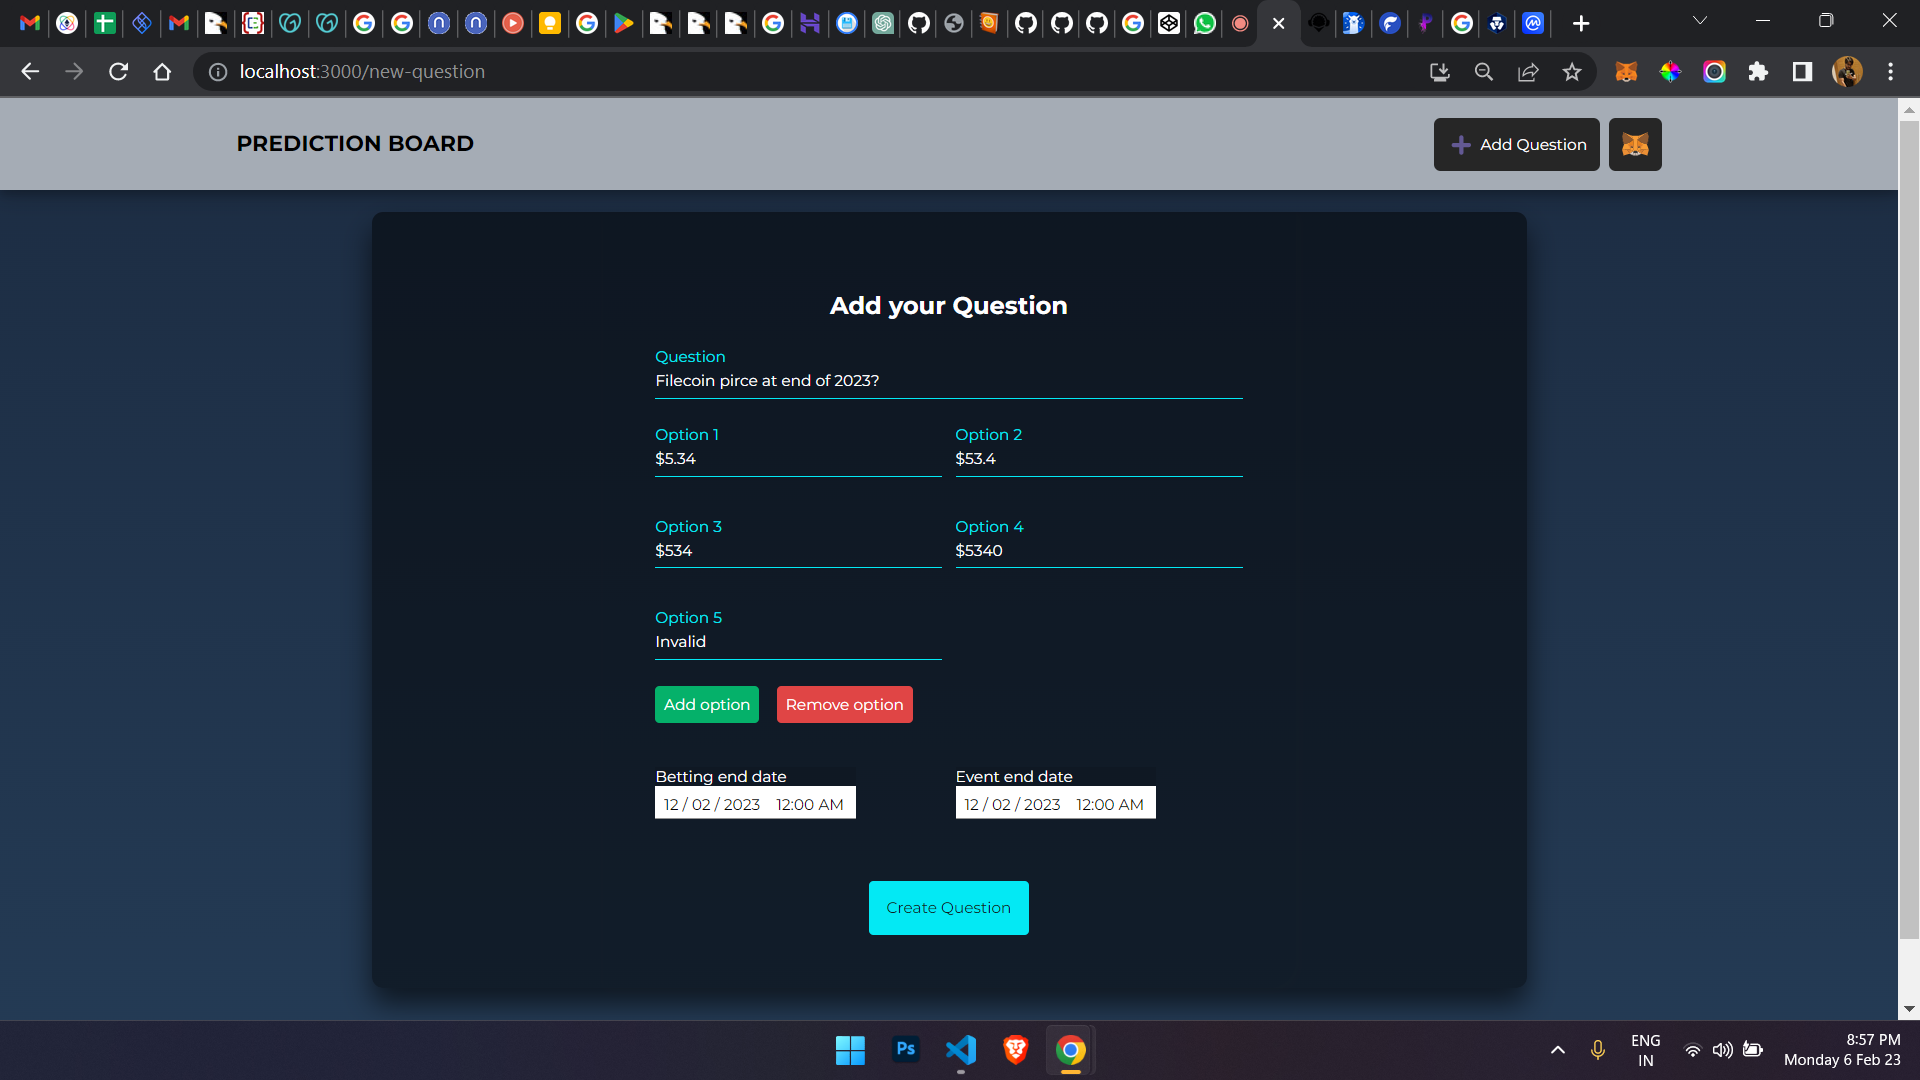 localhost:3000/new-question
PREDICTION BOARD
Add Question
Add your Question
Question
Filecoin pirce at end of 2023?
Option 1
Option 2
$5.34
$53.4
Option 3
Option 4
$534
$5340
Option 5
Invalid
Add option
Remove option
Betting end date
Event end date
12 / 02 / 2023 12:00 AM
12 / 02 / 2023 12:00 AM
Create Question
Ps
ENG
IN
8:57 PM
Monday 6 Feb 23